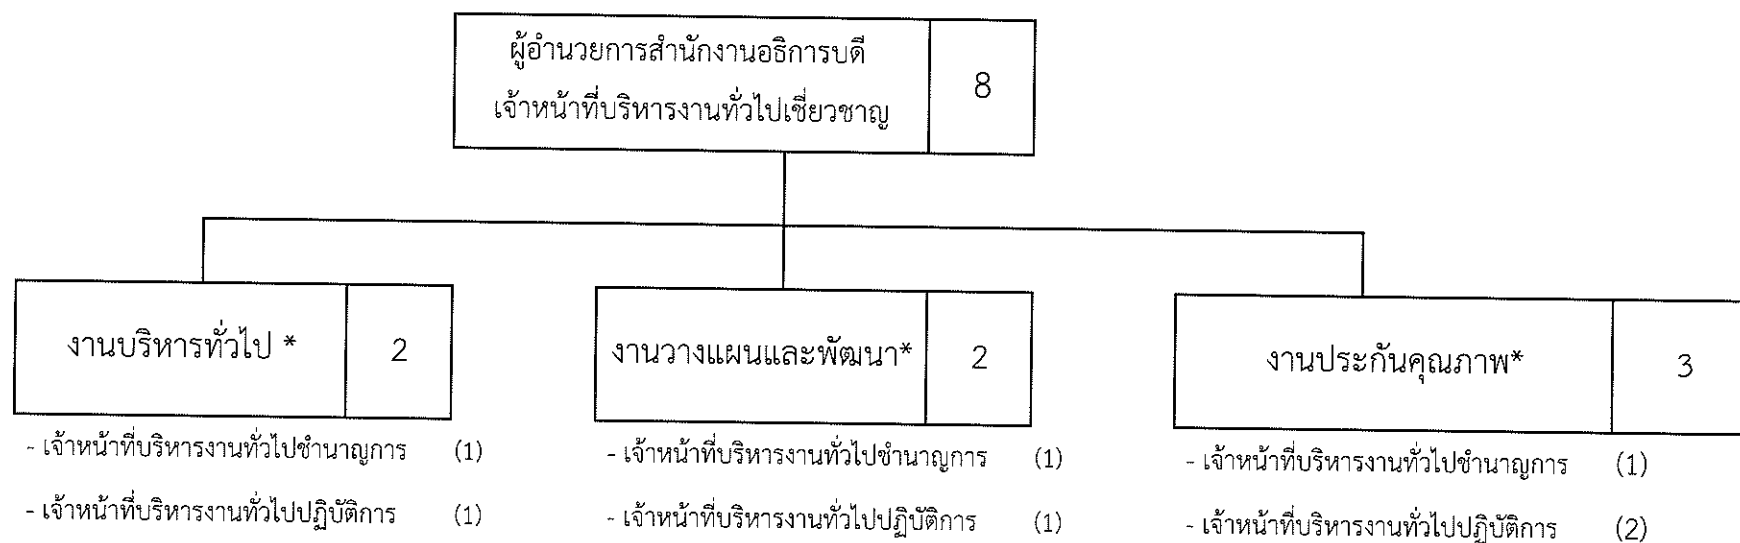 ผู้อำนวยการสำนักงานอธิการบดี
เจ้าหน้าที่บริหารงานทั่วไปเชี่ยวชาญ
8
งานบริหารทั่วไป *
2
- เจ้าหน้าที่บริหารงานทั่วไปชำนาญการ (1)
- เจ้าหน้าที่บริหารงานทั่วไปปฏิบัติการ (1)
งานวางแผนและพัฒนา*
2
- เจ้าหน้าที่บริหารงานทั่วไปชำนาญการ (1)
- เจ้าหน้าที่บริหารงานทั่วไปปฏิบัติการ (1)
งานประกันคุณภาพ*
3
- เจ้าหน้าที่บริหารงานทั่วไปชำนาญการ (1)
- เจ้าหน้าที่บริหารงานทั่วไปปฏิบัติการ (2)